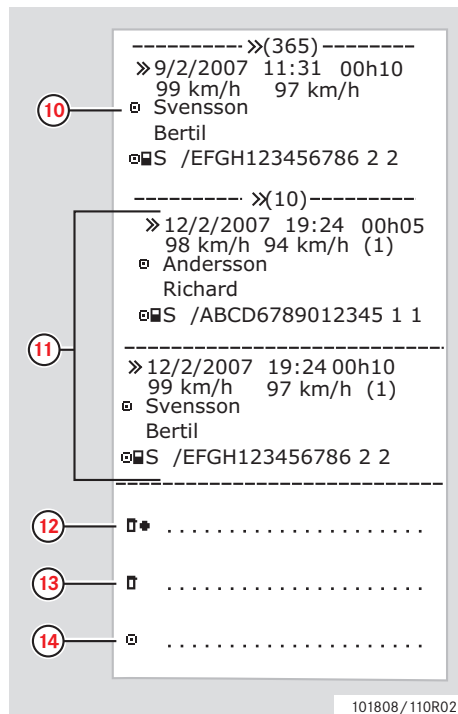 --------- »(365) --------
» 9/2/2007 11:31 00h10
99 km/h 97 km/h
10 Svensson
Bertil
S /EFGH123456786 2 2
--------- »(10) ---------
» 12/2/2007 19:24 00h05
98 km/h 94 km/h (1)
Andersson
Richard
S /ABCD6789012345 1 1
11
------------------------------
» 12/2/2007 19:24 00h10
99 km/h 97 km/h (1)
Svensson
Bertil
S /EFGH123456786 2 2
------------------------------
12 . . . . . . . . . . . . . . . . . . . . .
13 . . . . . . . . . . . . . . . . . . . . .
14 . . . . . . . . . . . . . . . . . . . . .
101808/110R02